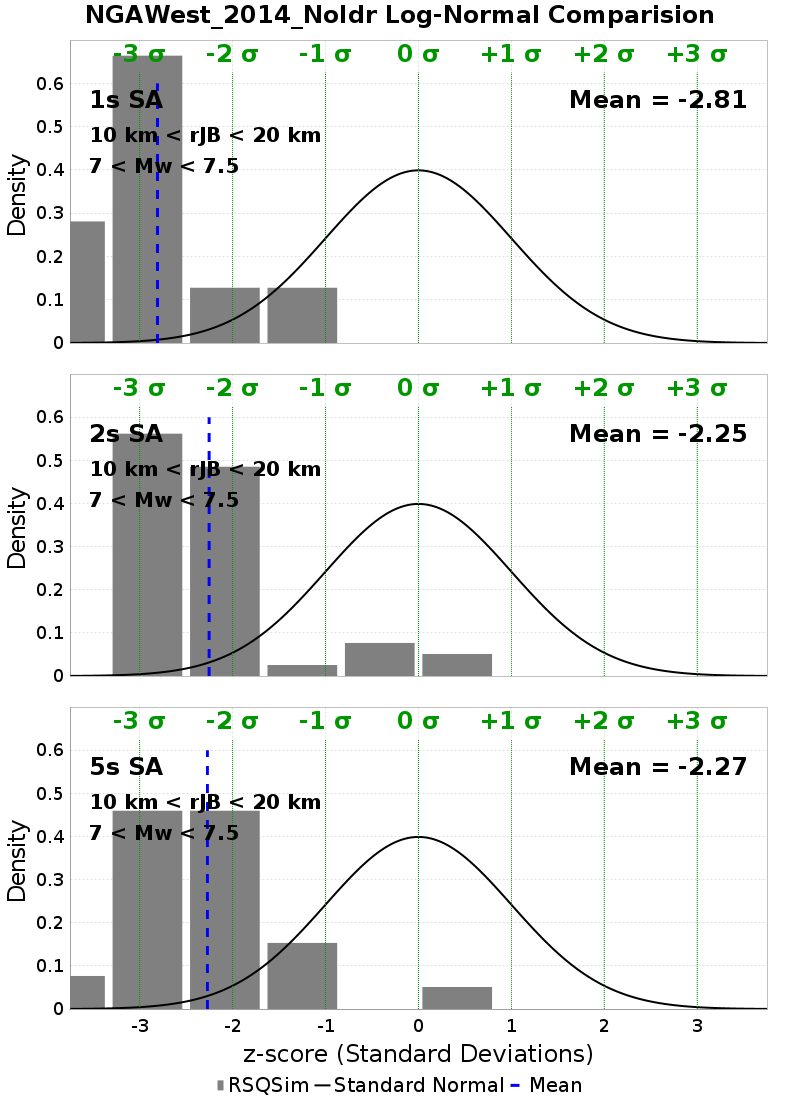 NGAWest_2014_NoIdr Log-Normal Comparision
-3 σ -2 σ -1 σ 0 σ +1 σ +2 σ +3 σ
1s SA Mean = -2.81
10 km < rJB < 20 km
7 < Mw < 7.5
Density
0.6
0.5
0.4
0.3
0.2
0.1
0
-3 σ -2 σ -1 σ 0 σ +1 σ +2 σ +3 σ
2s SA Mean = -2.25
10 km < rJB < 20 km
7 < Mw < 7.5
Density
0.6
0.5
0.4
0.3
0.2
0.1
0
-3 σ -2 σ -1 σ 0 σ +1 σ +2 σ +3 σ
5s SA Mean = -2.27
10 km < rJB < 20 km
7 < Mw < 7.5
Density
0.6
0.5
0.4
0.3
0.2
0.1
0
-3 -2 -1 0 1 2 3
z-score (Standard Deviations)
RSQSim Standard Normal Mean